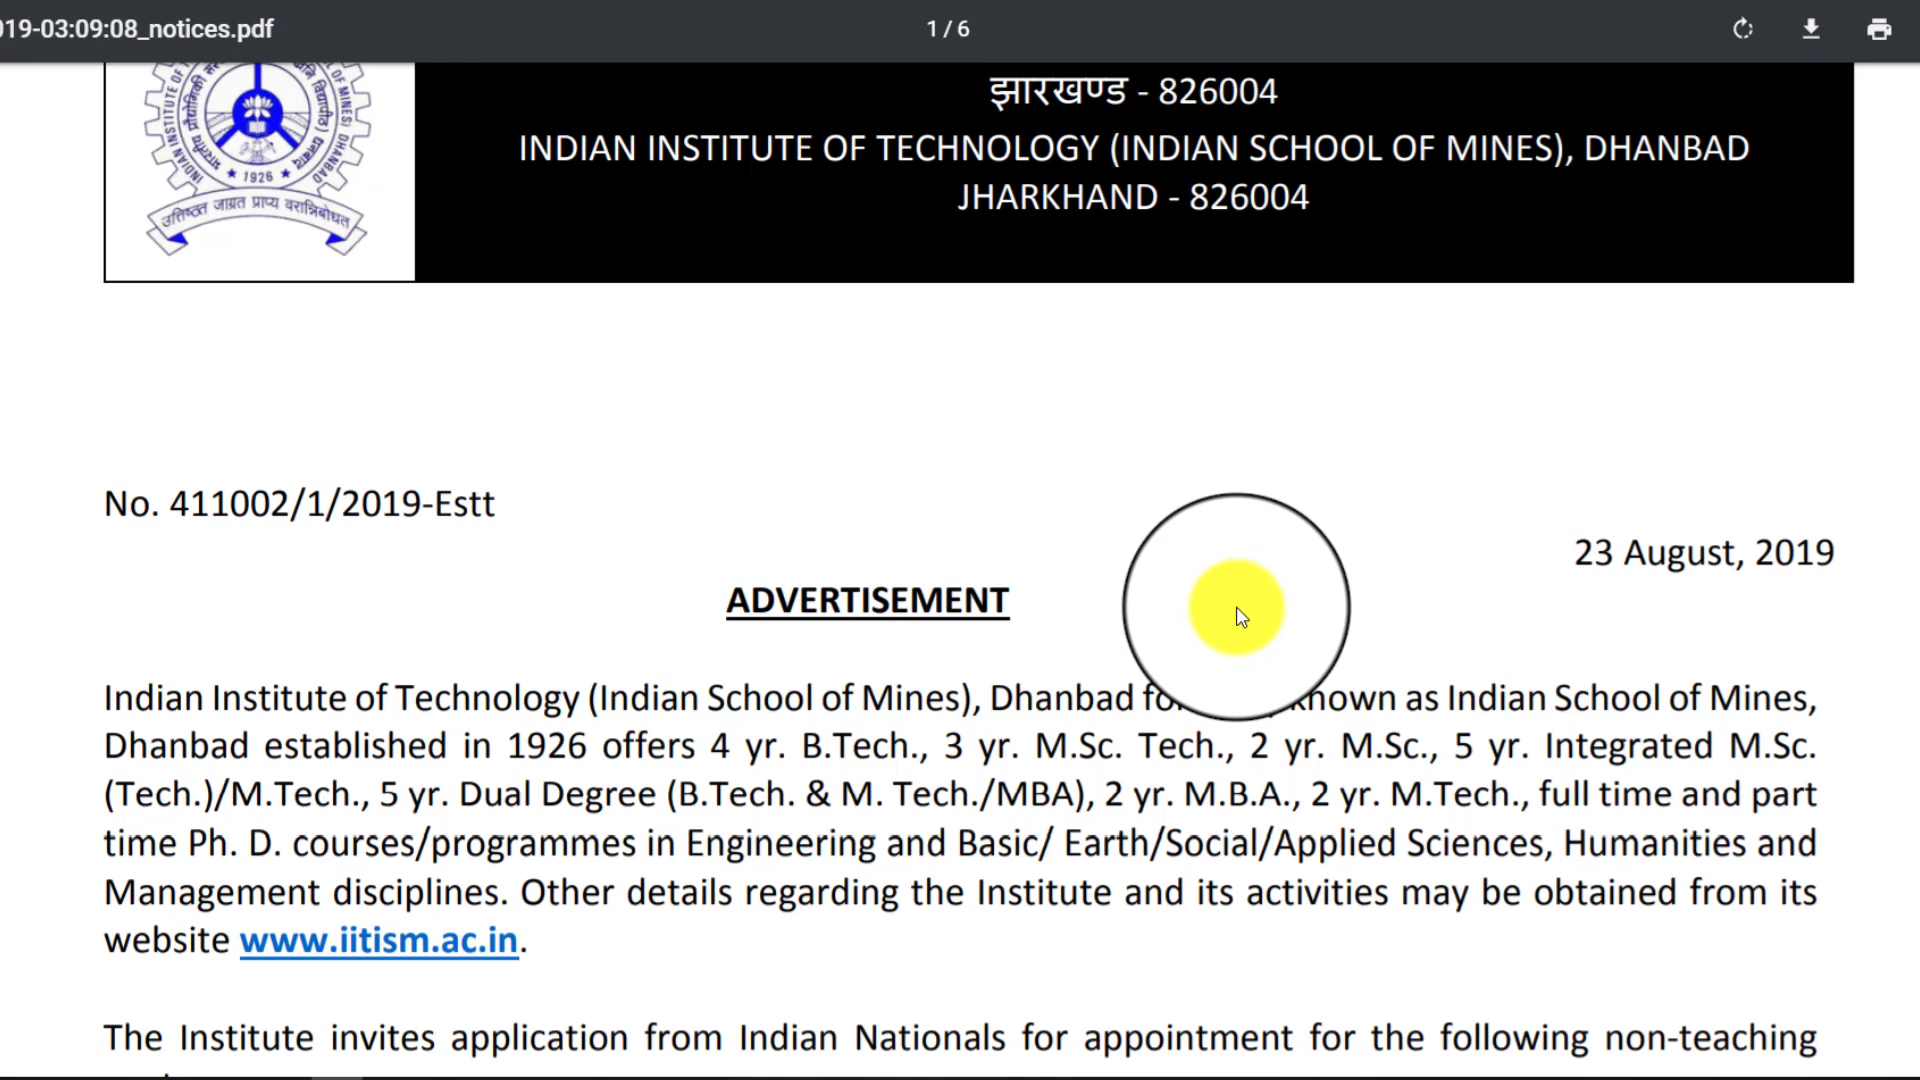 019-03:09:08_notices.pdf
1 / 6
झारखण्ड - 826004
INDIAN INSTITUTE OF TECHNOLOGY (INDIAN SCHOOL OF MINES), DHANBAD
JHARKHAND - 826004
1926
उत्तिष्ठत जाग्रत प्राप्य वरान्निबोधत
No. 411002/1/2019-Estt
23 August, 2019
ADVERTISEMENT
Indian Institute of Technology (Indian School of Mines), Dhanbad known as Indian School of Mines,
Dhanbad established in 1926 offers 4 yr. B.Tech., 3 yr. M.Sc. Tech., 2 yr. M.Sc., 5 yr. Integrated M.Sc.
(Tech.)/M.Tech., 5 yr. Dual Degree (B.Tech. & M. Tech./MBA), 2 yr. M.B.A., 2 yr. M.Tech., full time and part
time Ph. D. courses/programmes in Engineering and Basic/ Earth/Social/Applied Sciences, Humanities and
Management disciplines. Other details regarding the Institute and its activities may be obtained from its
website www.iitism.ac.in.
The Institute invites application from Indian Nationals for appointment for the following non-teaching